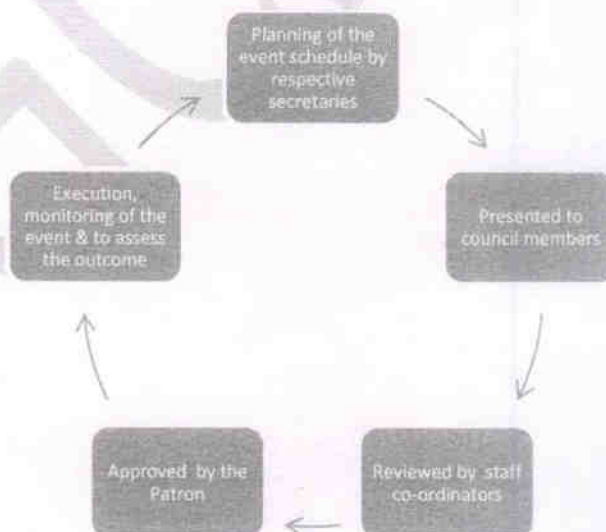 Planning of the
event schedule by
respective
secretaries
Presented to
council members
Reviewed by staff
co-ordinators
Approved by the
Patron
Execution,
monitoring of the
event & to assess
the outcome